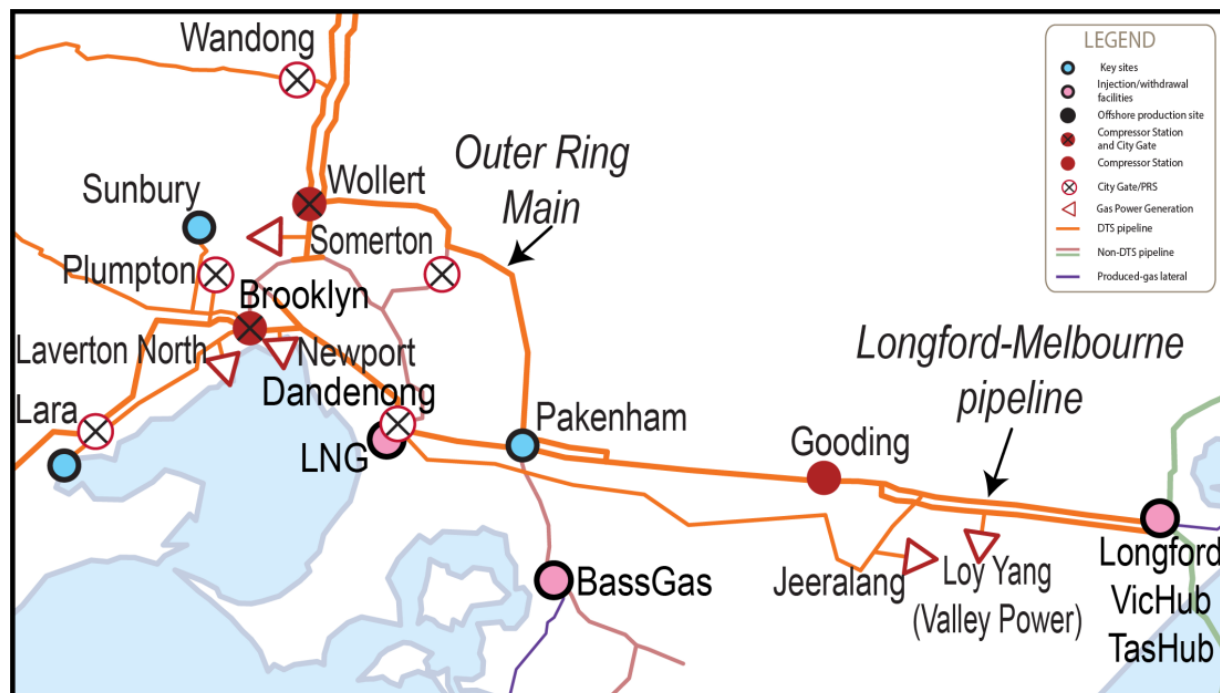 Wandong
Outer Ring
Main
Wollert
Sunbury
Somerton
Plumpton
Brooklyn
Laverton North
Newport
Dandenong
Lara
LNG
Pakenham
Longford-Melbourne
pipeline
Gooding
BassGas
Jeeralang
Loy Yang
(Valley Power)
Longford
VicHub
TasHub
LEGEND
Key sites
Injection/withdrawal
facilities
Offshore production site
Compressor Station
and City Gate
Compressor Station
City Gate/PRS
Gas Power Generation
DTS pipeline
Non-DTS pipeline
Produced-gas lateral